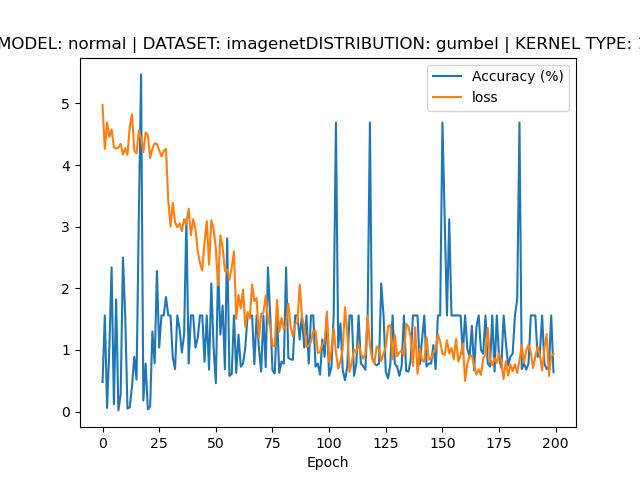 MODEL: normal | DATASET: imagenetDISTRIBUTION: gumbel | KERNEL TYPE:
Accuracy (%)
loss
5
4
3
2
1
0
0 25 50 75 100 125 150 175 200
Epoch